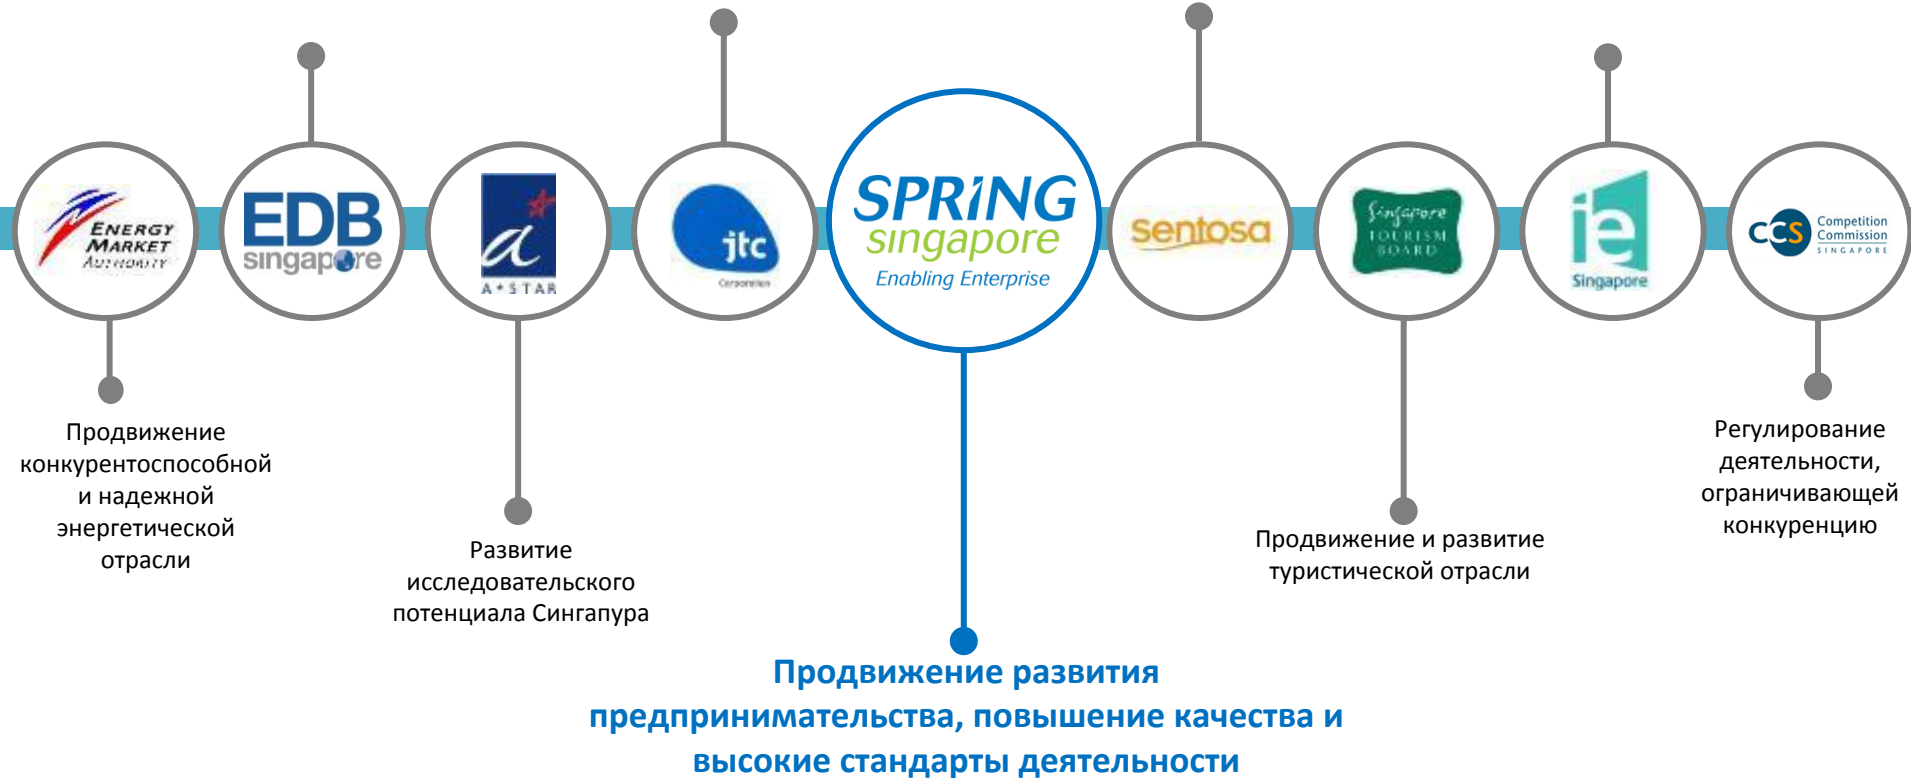 ENERGY
MARKET
AUTHORITY
EDB
singapore
a
A*STAR
jtc
Corporation
SPRING
singapore
Enabling Enterprise
sentosa
Singapore
TOURISM
BOARD
ie
Singapore
CCS
Competition
Commission
SINGAPORE
Продвижение
конкурентоспособной
и надежной
энергетической
отрасли
Развитие
исследовательского
потенциала Сингапура
Продвижение развития
предпринимательства, повышение качества и
высокие стандарты деятельности
Продвижение и развитие
туристической отрасли
Регулирование
деятельности,
ограничивающей
конкуренцию